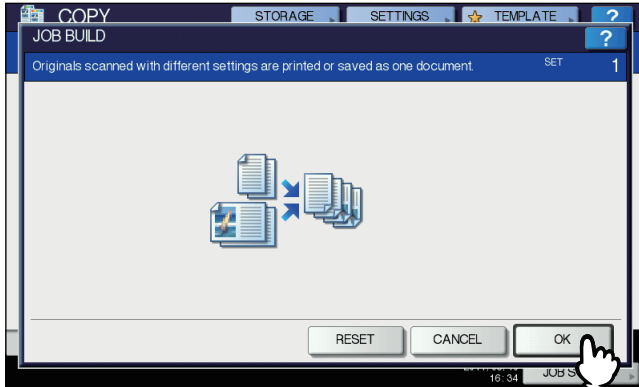 COPY STORAGE SETTINGS TEMPLATE ?
JOB BUILD ?
Originals scanned with different settings are printed or saved as one document. SET 1
RESET CANCEL OK
16:34 JOB